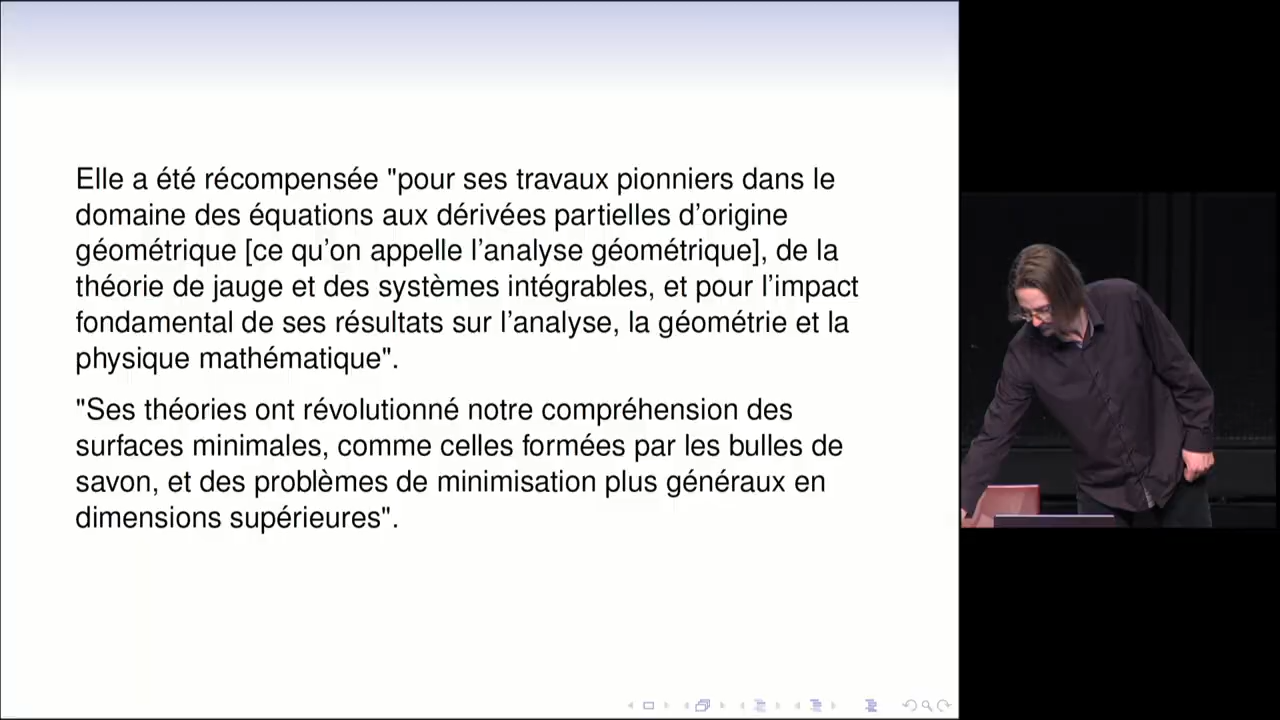 Elle a été récompensée "pour ses travaux pionniers dans le
domaine des équations aux dérivées partielles d'origine
géométrique [ce qu'on appelle l'analyse géométrique], de la
théorie de jauge et des systèmes intégrables, et pour l'impact
fondamental de ses résultats sur l'analyse, la géométrie et la
physique mathématique".
"Ses théories ont révolutionné notre compréhension des
surfaces minimales, comme celles formées par les bulles de
savon, et des problèmes de minimisation plus généraux en
dimensions supérieures".